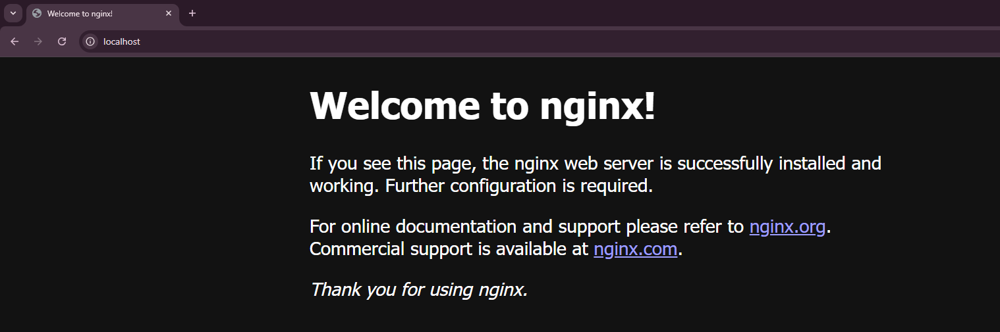 Welcome to nginx!
localhost
Welcome to nginx!
If you see this page, the nginx web server is successfully installed and
working. Further configuration is required.
For online documentation and support please refer to nginx.org.
Commercial support is available at nginx.com.
Thank you for using nginx.